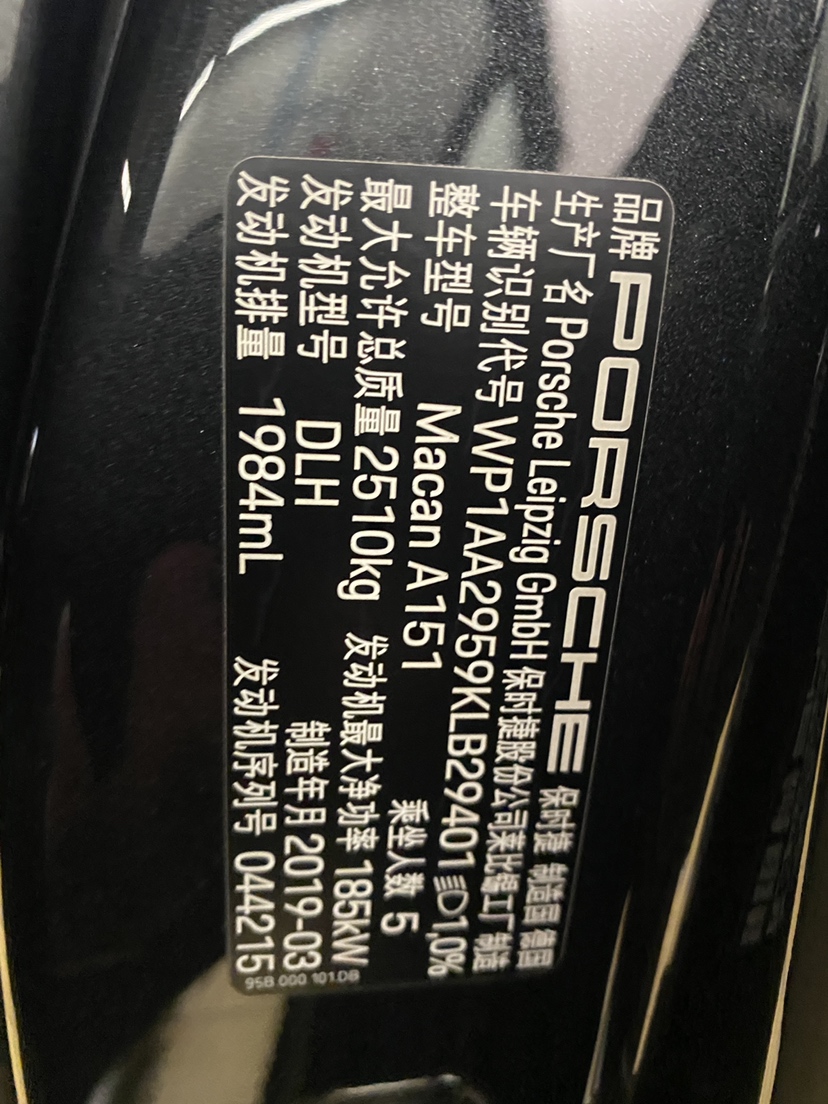 品牌 PORSCHE 保时捷 制造国 德国
生产厂名 Porsche Leipzig GmbH 保时捷股份公司莱比锡工厂 制造
车辆识别代号 WP1AA2959KLB29401 1,0%
整车型号 Macan A151 乘坐人数 5
最大允许总质量 2510kg 发动机最大净功率 185kW
发动机型号 DLH 制造年月 2019-03
发动机排量 1984mL 发动机序列号 044215
95B 000 101.DB